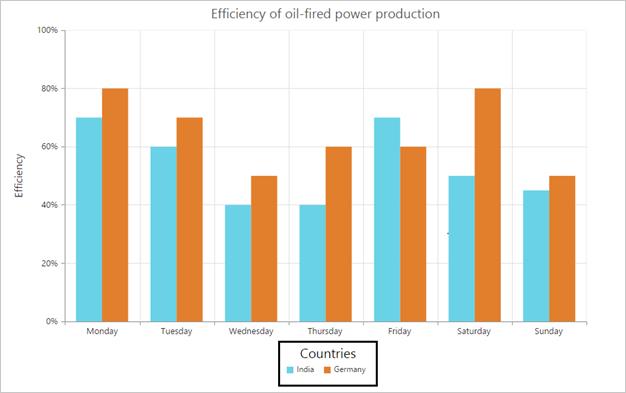 Efficiency of oil-fired power production
100%
80%
60%
40%
20%
0%
Efficiency
Monday Tuesday Wednesday Thursday Friday Saturday Sunday
Countries
India Germany